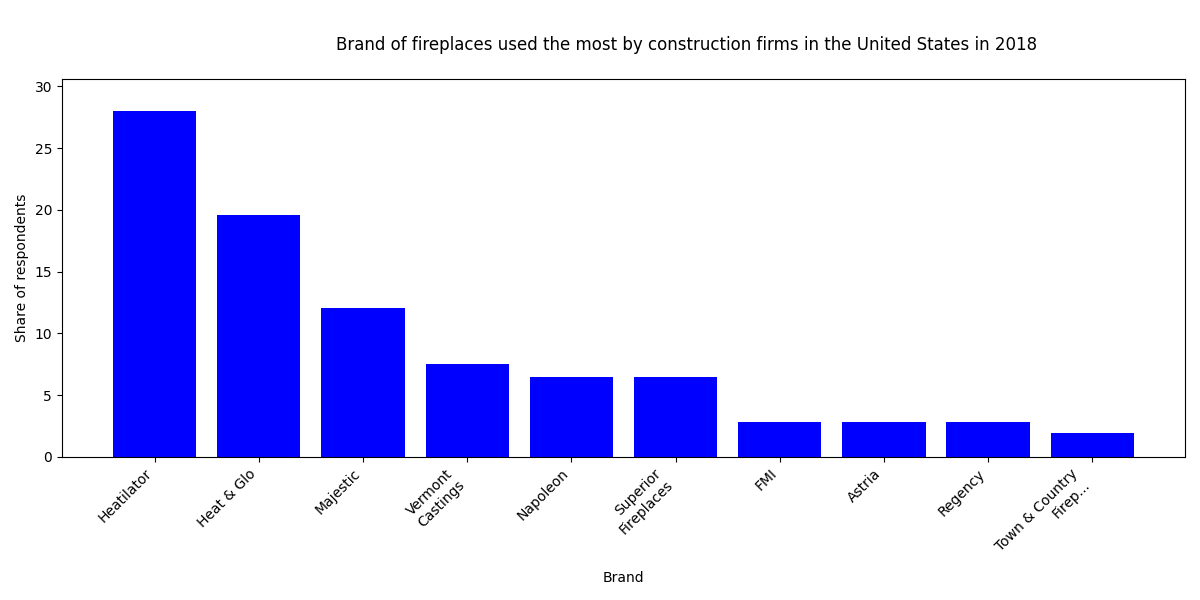 Brand of fireplaces used the most by construction firms in the United States in 2018
Share of respondents
30
25
20
15
10
5
0
Heatilator
Heat & Glo
Majestic
Vermont
Castings
Napoleon
Superior
Fireplaces
FMI
Astria
Regency
Town & Country
Firep...
Brand